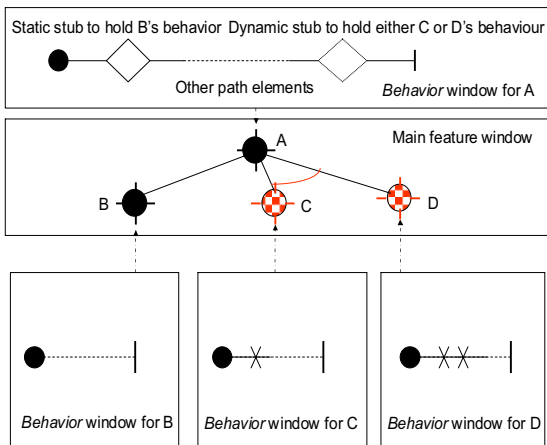 Static stub to hold B's behavior
Dynamic stub to hold either C or D's behaviour
Other path elements
Behavior window for A
A
Main feature window
B
C
D
Behavior window for B
Behavior window for C
Behavior window for D